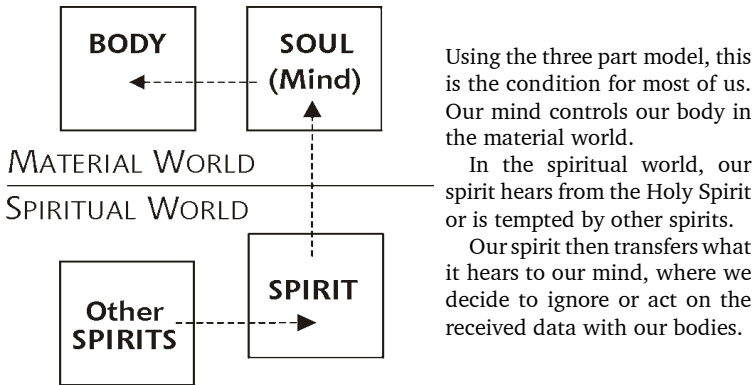 BODY
SOUL
(Mind)
MATERIAL WORLD
SPIRITUAL WORLD
Other
SPIRITS
SPIRIT
Using the three part model, this
is the condition for most of us.
Our mind controls our body in
the material world.
In the spiritual world, our
spirit hears from the Holy Spirit
or is tempted by other spirits.
Our spirit then transfers what
it hears to our mind, where we
decide to ignore or act on the
received data with our bodies.